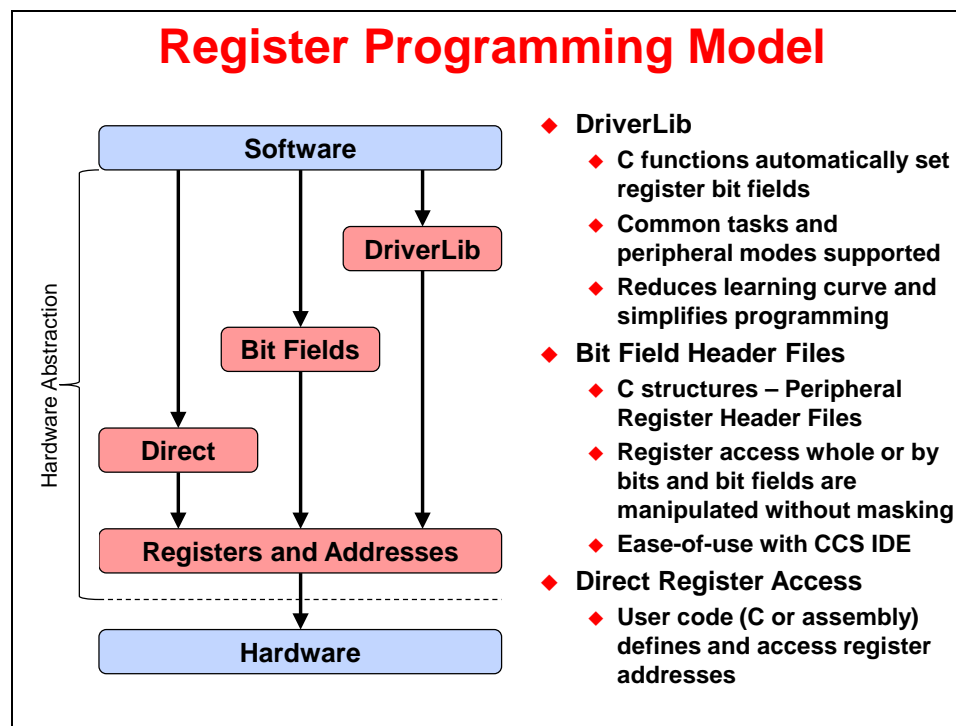 Register Programming Model
Software
DriverLib
Bit Fields
Direct
Registers and Addresses
Hardware
Hardware Abstraction
DriverLib
C functions automatically set
register bit fields
Common tasks and
peripheral modes supported
Reduces learning curve and
simplifies programming
Bit Field Header Files
C structures – Peripheral
Register Header Files
Register access whole or by
bits and bit fields are
manipulated without masking
Ease-of-use with CCS IDE
Direct Register Access
User code (C or assembly)
defines and access register
addresses